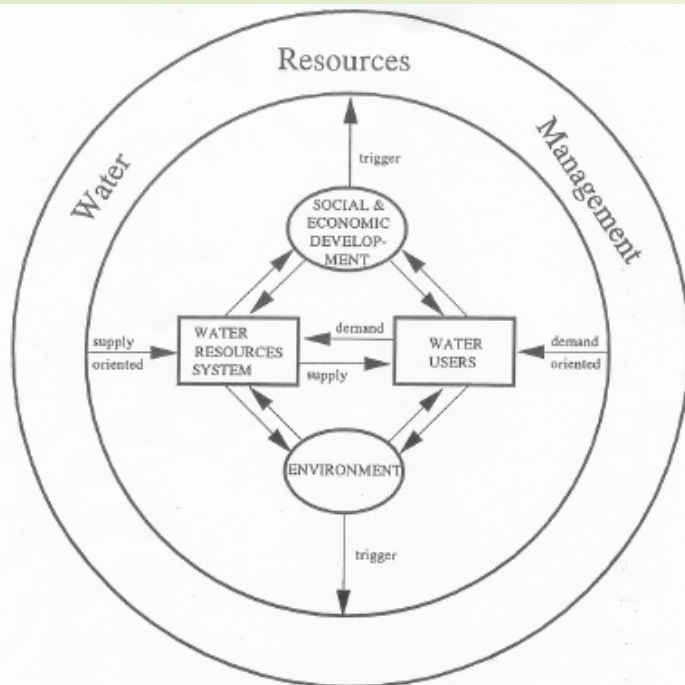 Resources
Water
Management
trigger
SOCIAL &
ECONOMIC
DEVELOP-
MENT
supply
oriented
WATER
RESOURCES
SYSTEM
demand
supply
WATER
USERS
demand
oriented
ENVIRONMENT
trigger